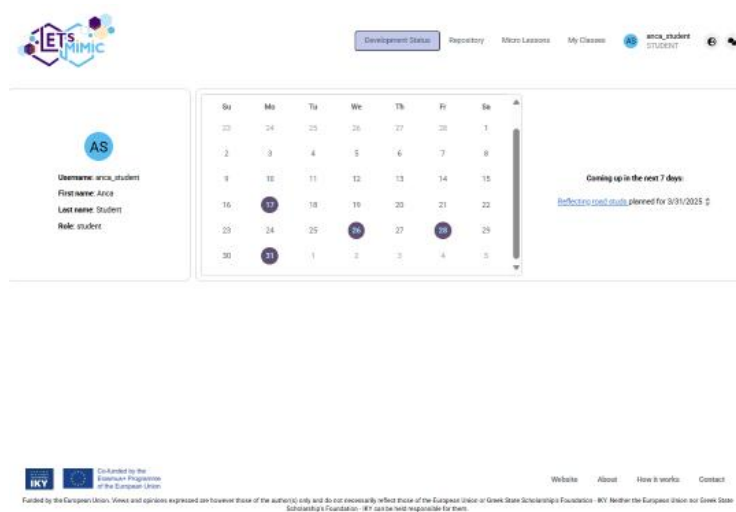 LET'S
MIMIC
Development Status
Repository
Micro Lessons
My Classes
AS
anca_student
STUDENT
AS
Username: anca_student
First name: Anca
Last name: Student
Role: student
Su Mo Tu We Th Fr Sa
23 24 25 26 27 28 1
2 3 4 5 6 7 8
9 10 11 12 13 14 15
16 17 18 19 20 21 22
23 24 25 26 27 28 29
30 31 1 2 3 4 5
Coming up in the next 7 days:
Reflecting road studs planned for 3/31/2025
IKY
Co-funded by the
Erasmus+ Programme
of the European Union
Website
About
How it works
Contact
Funded by the European Union. Views and opinions expressed are however those of the author(s) only and do not necessarily reflect those of the European Union or Greek State Scholarship's Foundation - IKY. Neither the European Union nor Greek State
Scholarship's Foundation - IKY can be held responsible for them.